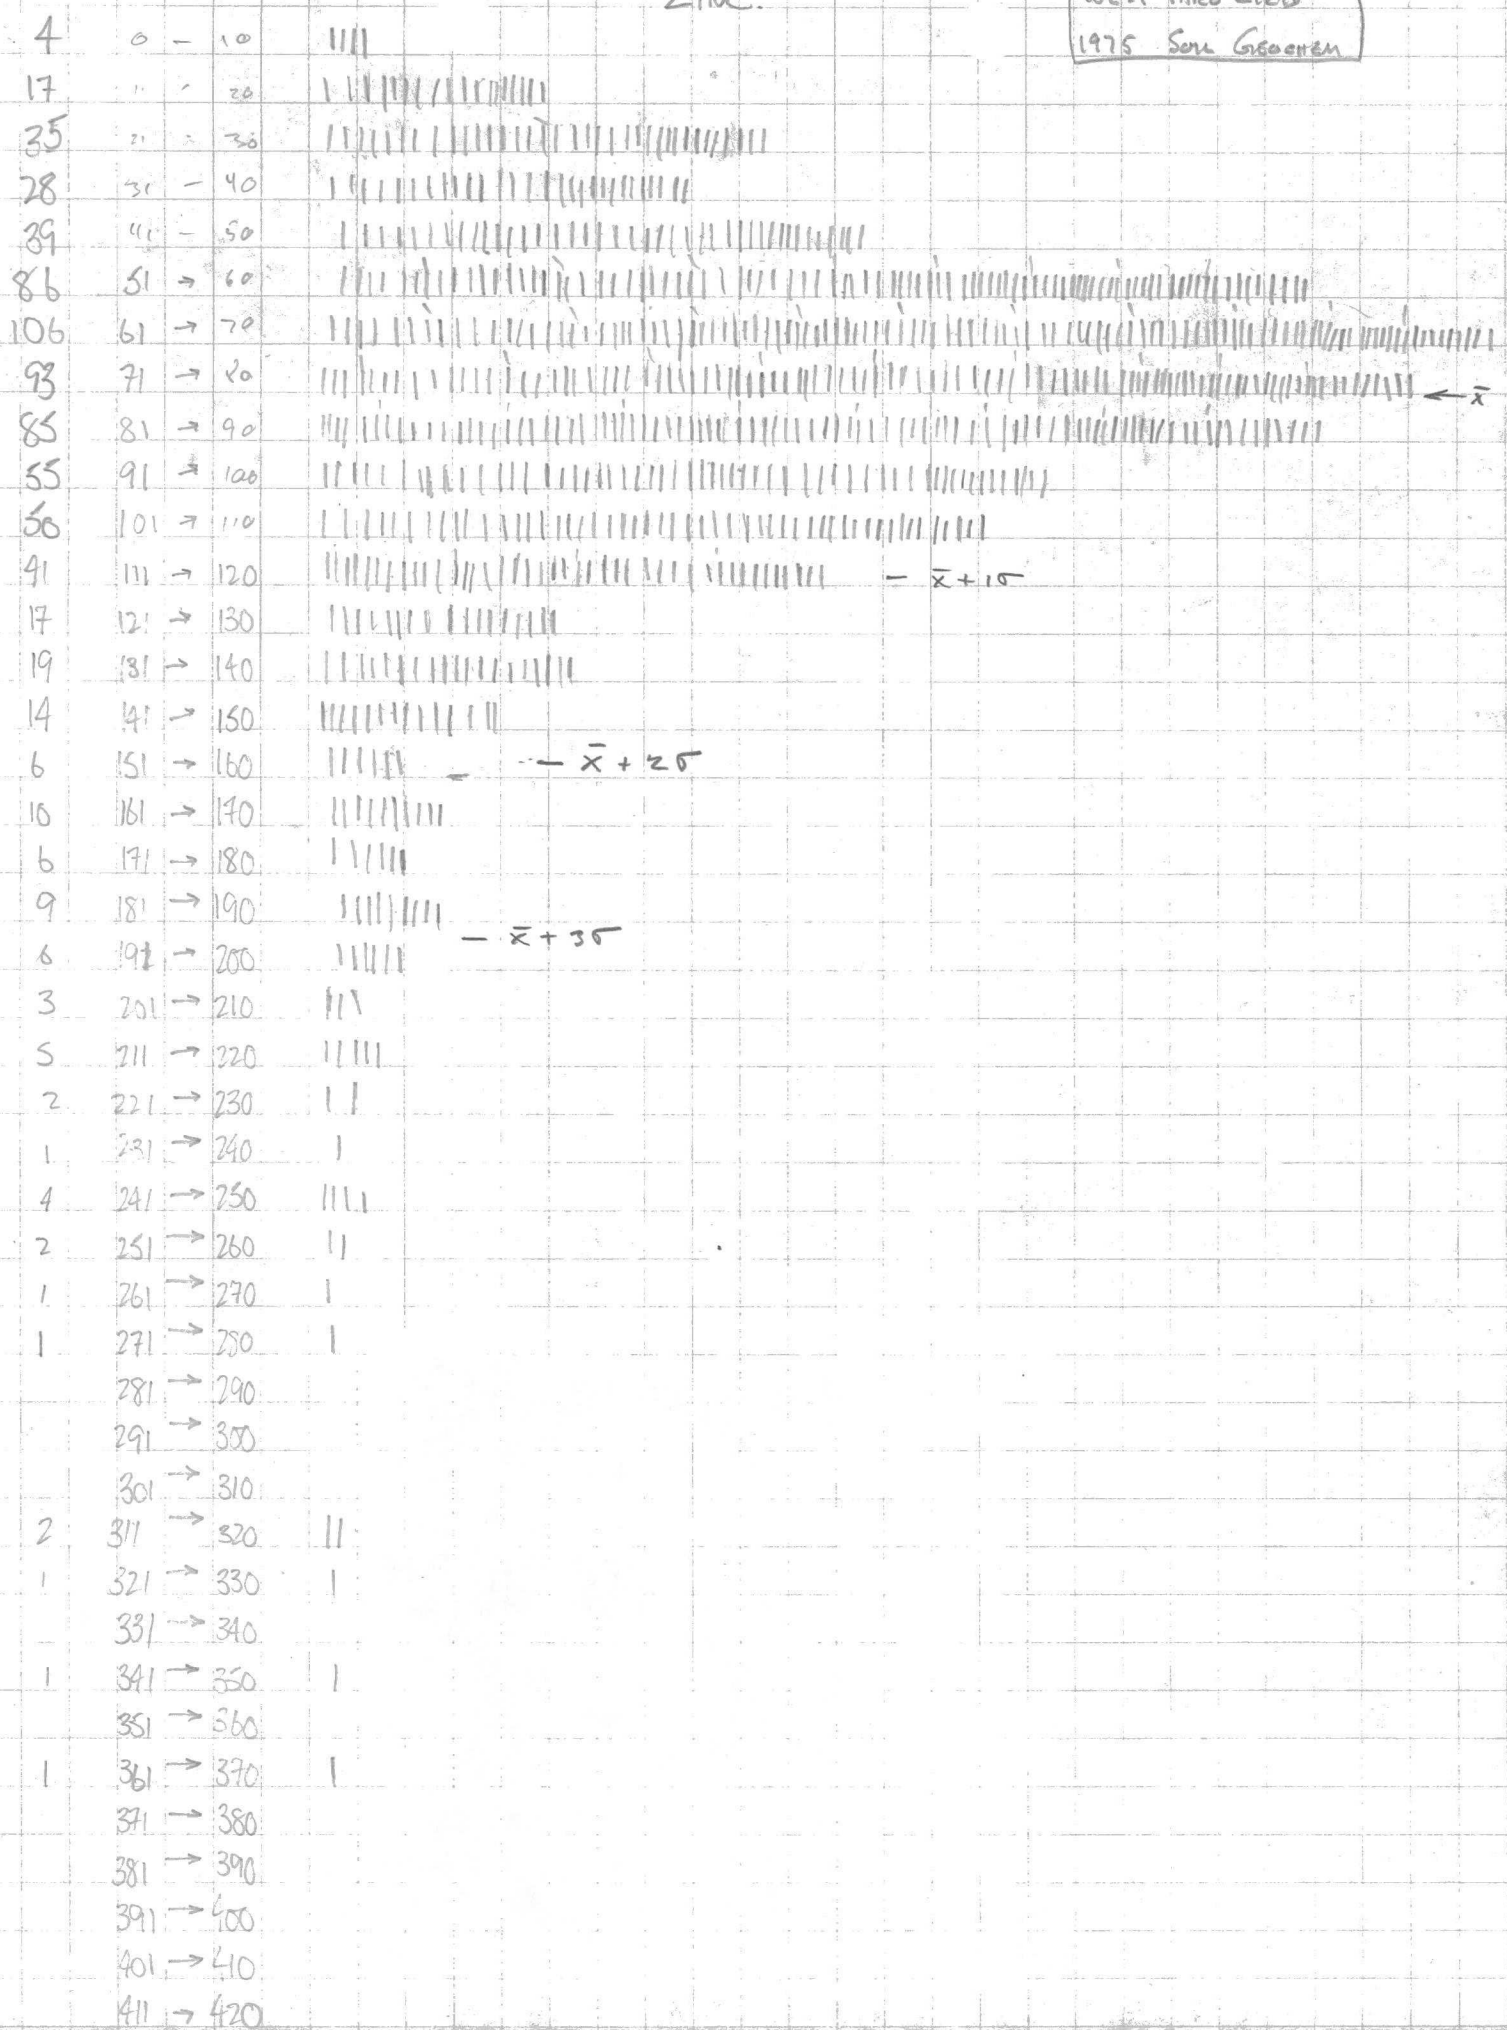 1975 Soil Geochem
4 0 - 10 ||||
17 11 - 20
35 21 - 30
28 31 - 40
39 41 - 50
86 51 → 60
106 61 → 70
93 71 → 80 ← x̄
85 81 → 90
55 91 → 100
50 101 → 110
41 111 → 120 - x̄ + 1σ
17 121 → 130
19 131 → 140
14 141 → 150
6 151 → 160 - x̄ + 2σ
10 161 → 170
6 171 → 180
9 181 → 190
- x̄ + 3σ
6 191 → 200
3 201 → 210
5 211 → 220
2 221 → 230
1 231 → 240
4 241 → 250
2 251 → 260
1 261 → 270
1 271 → 280
281 → 290
291 → 300
301 → 310
2 311 → 320
1 321 → 330
331 → 340
1 341 → 350
351 → 360
1 361 → 370
371 → 380
381 → 390
391 → 400
401 → 410
411 → 420